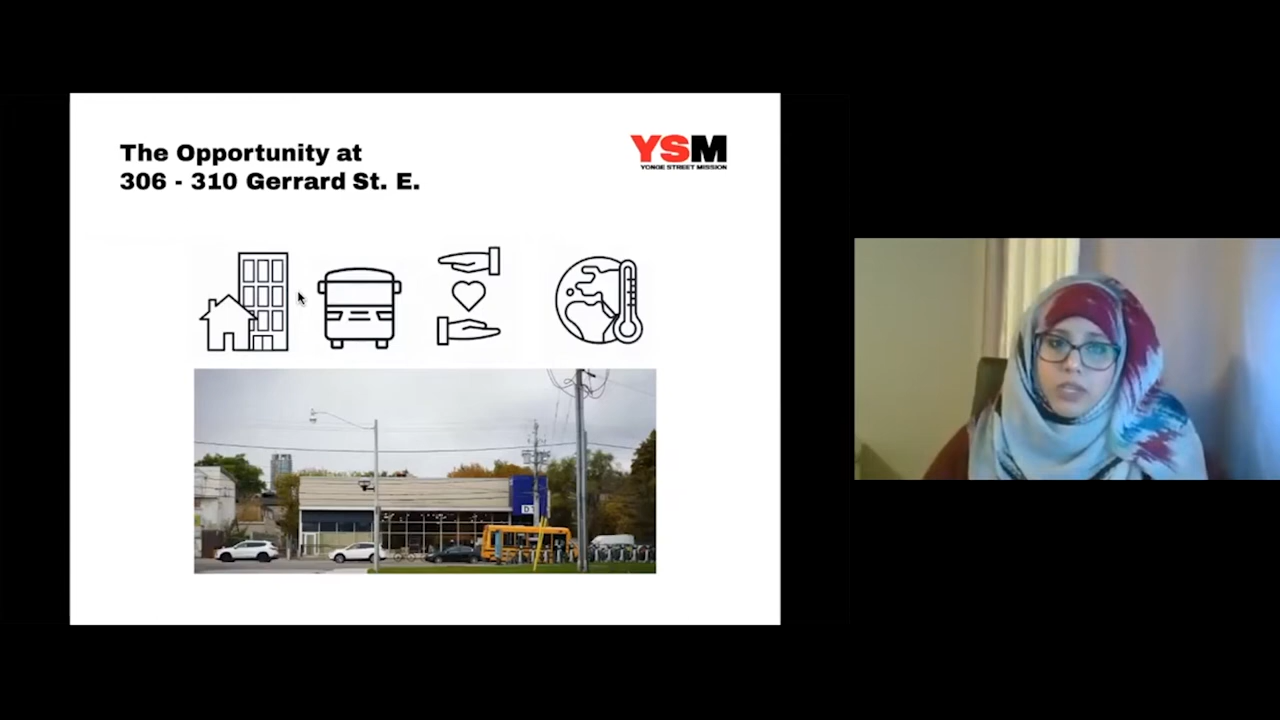 The Opportunity at
306 - 310 Gerrard St. E.
YSM
YONGE STREET MISSION